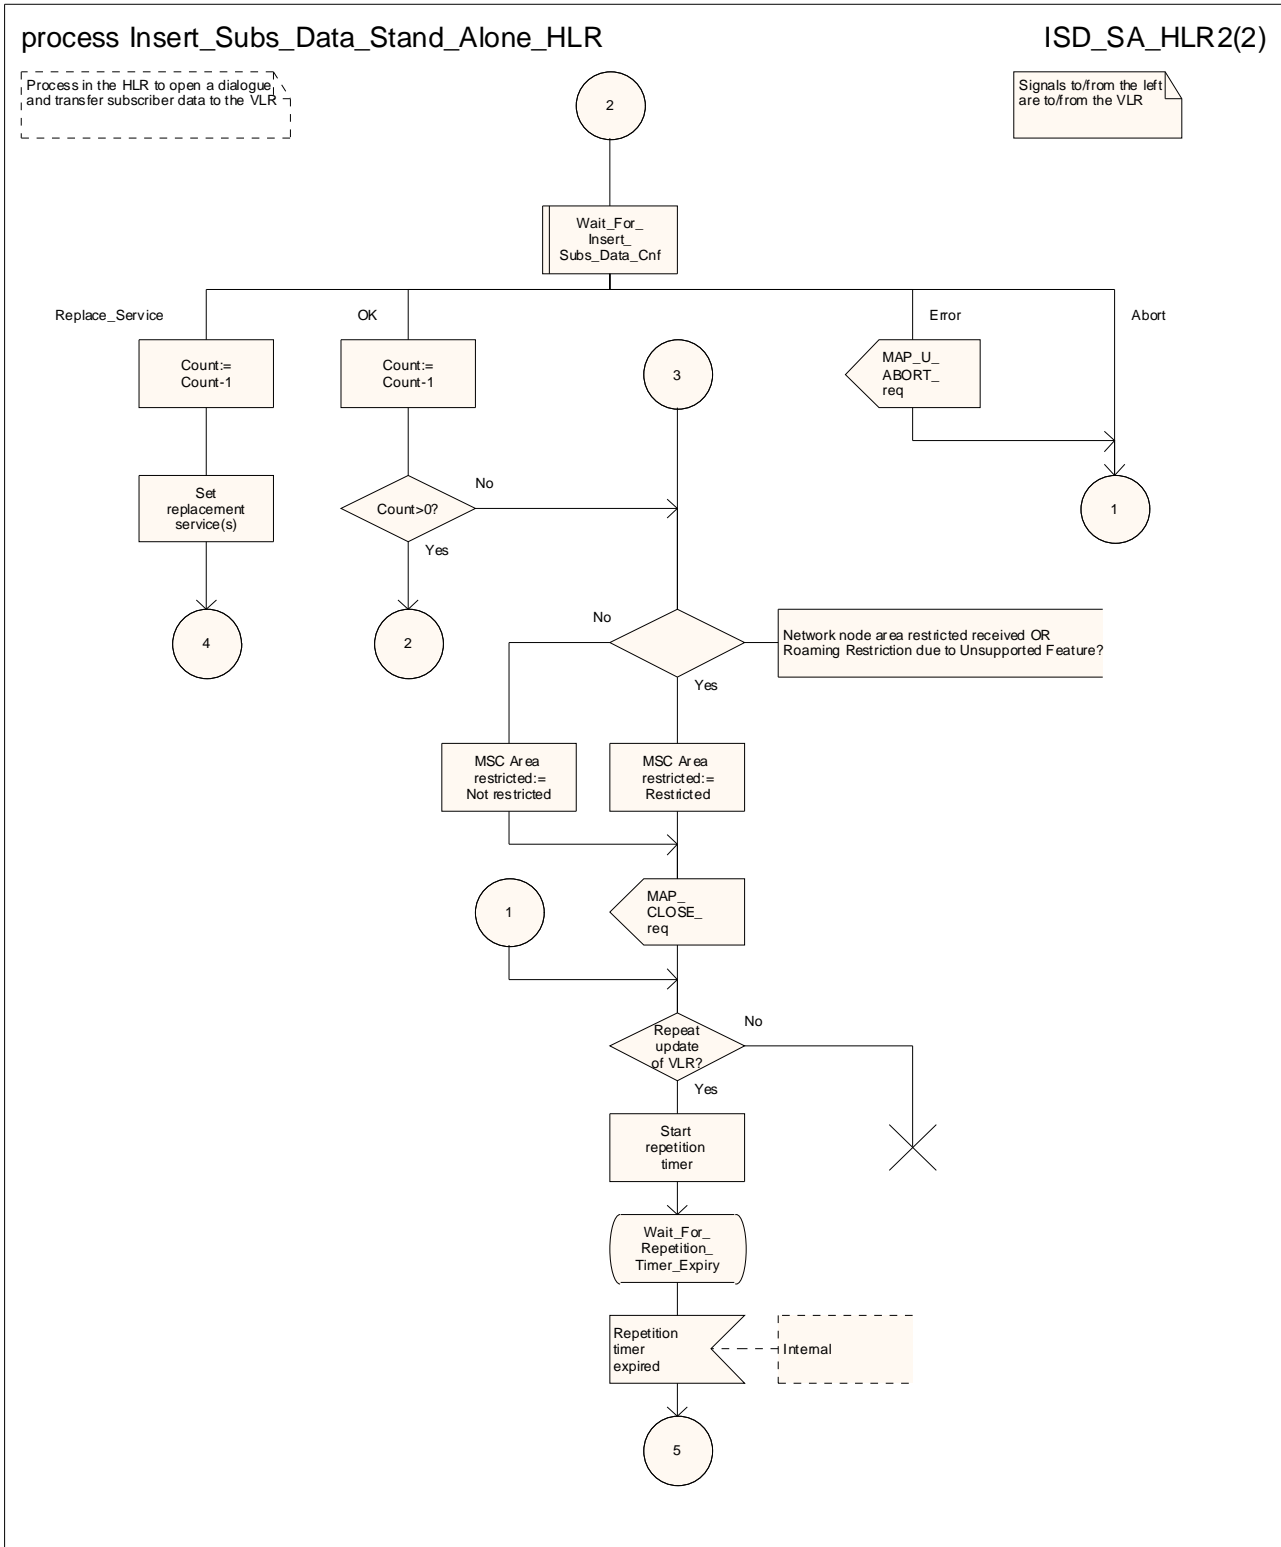 process Insert_Subs_Data_Stand_Alone_HLR
ISD_SA_HLR2(2)
Process in the HLR to open a dialogue
and transfer subscriber data to the VLR
2
Signals to/from the left
are to/from the VLR
Wait_For_
Insert_
Subs_Data_Cnf
Replace_Service
OK
Error
Abort
Count:=
Count-1
Count:=
Count-1
3
MAP_U_
ABORT_
req
Set
replacement
service(s)
Count>0?
No
Yes
1
4
2
No
Yes
Network node area restricted received OR
Roaming Restriction due to Unsupported Feature?
MSC Area
restricted:=
Not restricted
MSC Area
restricted:=
Restricted
1
MAP_
CLOSE_
req
Repeat
update
of VLR?
No
Yes
Start
repetition
timer
Wait_For_
Repetition_
Timer_Expiry
Repetition
timer
expired
Internal
5